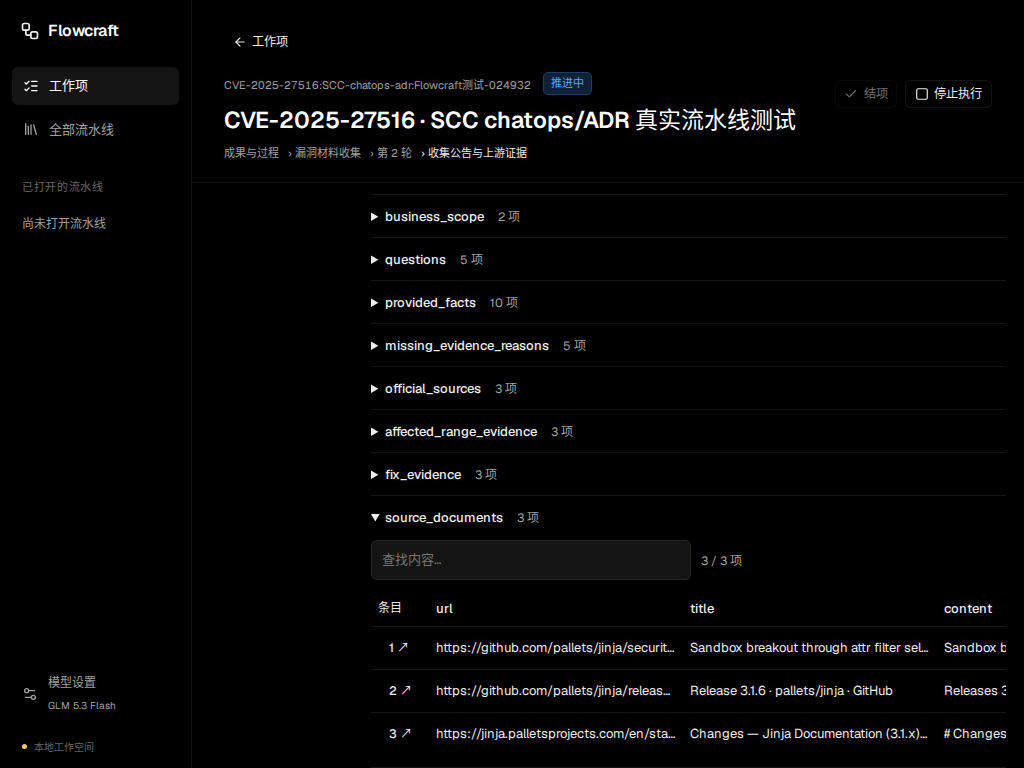 Flowcraft
工作项
全部流水线
已打开的流水线
尚未打开流水线
模型设置
GLM 5.3 Flash
本地工作空间
← 工作项
CVE-2025-27516:SCC-chatops-adr:Flowcraft测试-024932 推进中
结项 停止执行
CVE-2025-27516 · SCC chatops/ADR 真实流水线测试
成果与过程 › 漏洞材料收集 › 第 2 轮 › 收集公告与上游证据
▶ business_scope 2 项
▶ questions 5 项
▶ provided_facts 10 项
▶ missing_evidence_reasons 5 项
▶ official_sources 3 项
▶ affected_range_evidence 3 项
▶ fix_evidence 3 项
▼ source_documents 3 项
查找内容… 3 / 3 项
条目 url title content
1 ↗ https://github.com/pallets/jinja/securit… Sandbox breakout through attr filter sel… Sandbox b
2 ↗ https://github.com/pallets/jinja/releas… Release 3.1.6 · pallets/jinja · GitHub Releases 3
3 ↗ https://jinja.palletsprojects.com/en/sta… Changes — Jinja Documentation (3.1.x)… # Changes